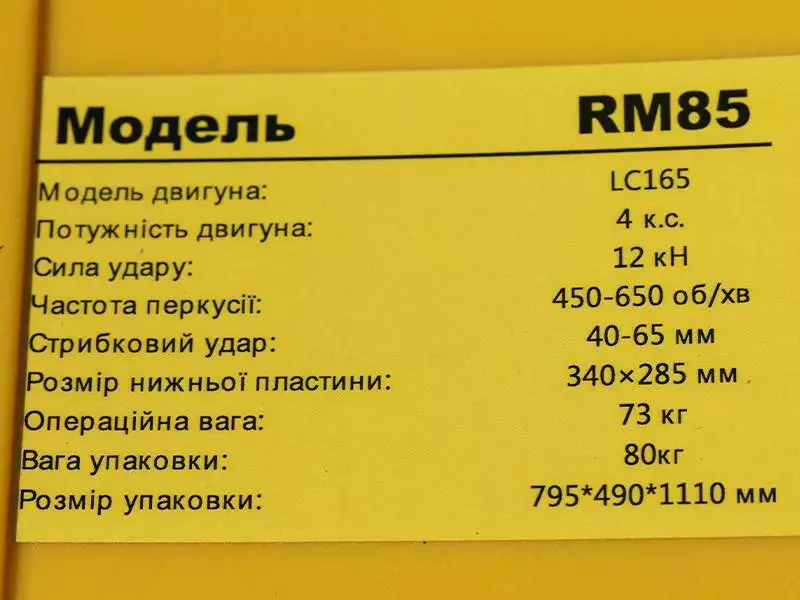 Модель RM85
Модель двигуна: LC165
Потужність двигуна: 4 к.с.
Сила удару: 12 кН
Частота перкусії: 450-650 об/хв
Стрибковий удар: 40-65 мм
Розмір нижньої пластини: 340×285 мм
Операційна вага: 73 кг
Вага упаковки: 80кг
Розмір упаковки: 795*490*1110 мм